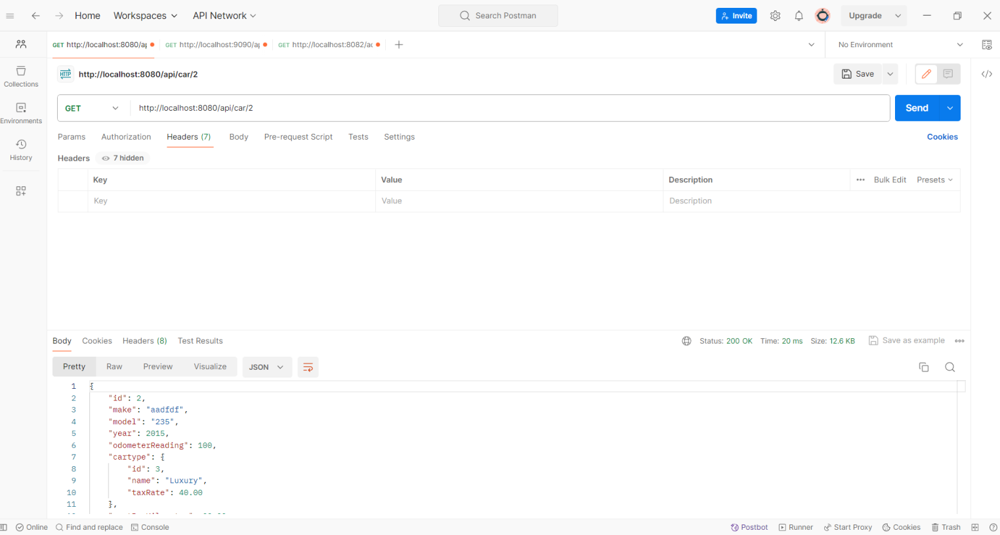 Home Workspaces API Network Search Postman Invite Upgrade
GET http://localhost:8080/ap GET http://localhost:9090/ap GET http://localhost:8082/ac No Environment
HTTP http://localhost:8080/api/car/2 Save
Collections
GET http://localhost:8080/api/car/2 Send
Environments
Params Authorization Headers (7) Body Pre-request Script Tests Settings Cookies
History
Headers 7 hidden
Key Value Description Bulk Edit Presets
Key Value Description
Body Cookies Headers (8) Test Results Status: 200 OK Time: 20 ms Size: 12.6 KB Save as example
Pretty Raw Preview Visualize JSON
1 {
2 "id": 2,
3 "make": "aadfdf",
4 "model": "235",
5 "year": 2015,
6 "odometerReading": 100,
7 "cartype": {
8 "id": 3,
9 "name": "Luxury",
10 "taxRate": 40.00
11 },
Online Find and replace Console Postbot Runner Start Proxy Cookies Trash